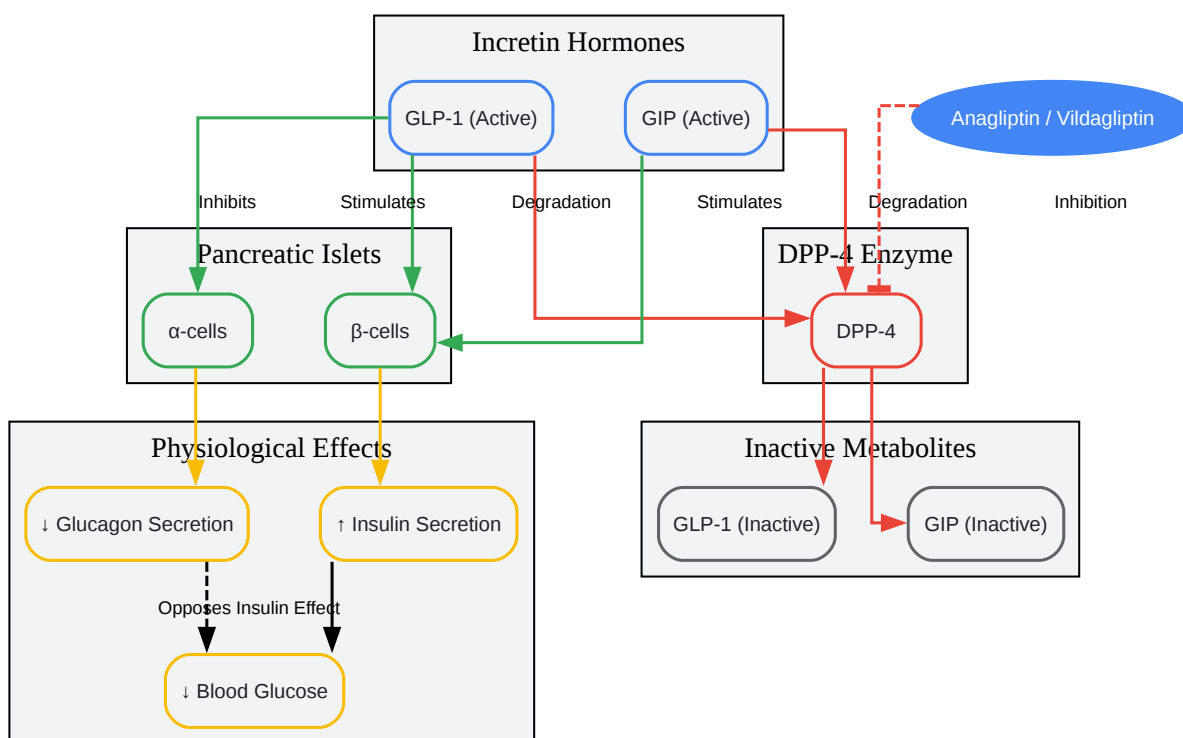 Incretin Hormones
GLP-1 (Active)
GIP (Active)
Anagliptin / Vildagliptin
Inhibits
Stimulates
Degradation
Stimulates
Degradation
Inhibition
Pancreatic Islets
DPP-4 Enzyme
α-cells
β-cells
DPP-4
Physiological Effects
Inactive Metabolites
↓ Glucagon Secretion
↑ Insulin Secretion
GLP-1 (Inactive)
GIP (Inactive)
Opposes Insulin Effect
↓ Blood Glucose